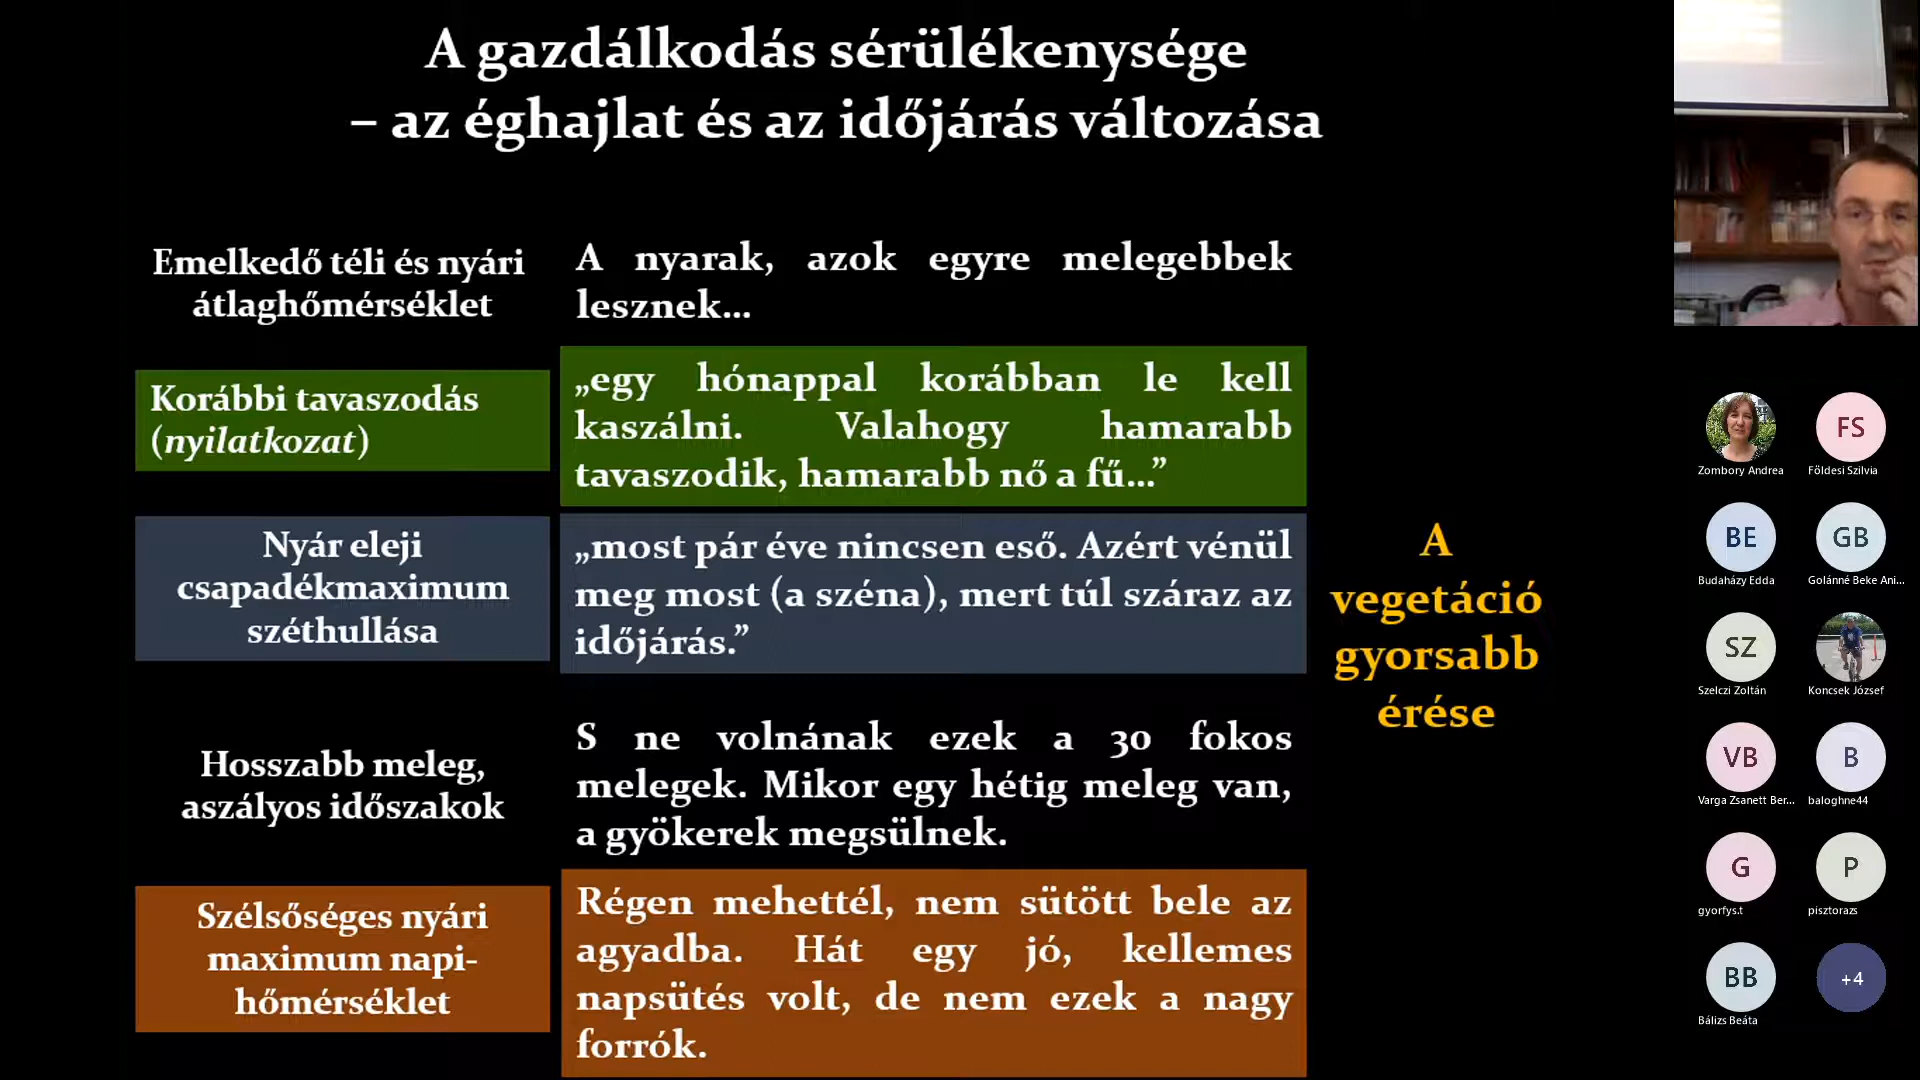 A gazdálkodás sérülékenysége
– az éghajlat és az időjárás változása
Emelkedő téli és nyári
átlaghőmérséklet
A nyarak, azok egyre melegebbek
lesznek...
Korábbi tavaszodás
(nyilatkozat)
„egy hónappal korábban le kell
kaszálni. Valahogy hamarabb
tavaszodik, hamarabb nő a fű...”
Nyár eleji
csapadékmaximum
széthullása
„most pár éve nincsen eső. Azért vénül
meg most (a széna), mert túl száraz az
időjárás.”
Hosszabb meleg,
aszályos időszakok
S ne volnának ezek a 30 fokos
melegek. Mikor egy hétig meleg van,
a gyökerek megsülnek.
Szélsőséges nyári
maximum napi-
hőmérséklet
Régen mehettél, nem sütött bele az
agyadba. Hát egy jó, kellemes
napsütés volt, de nem ezek a nagy
forrók.
A
vegetáció
gyorsabb
érése
Zombory Andrea
FS
Földesi Szilvia
BE
Budaházy Edda
GB
Golánné Beke Ani...
SZ
Szelczi Zoltán
Koncsek József
VB
Varga Zsanett Ber...
B
baloghne44
G
gyorfys.t
P
pisztorazs
BB
Bálizs Beáta
+4